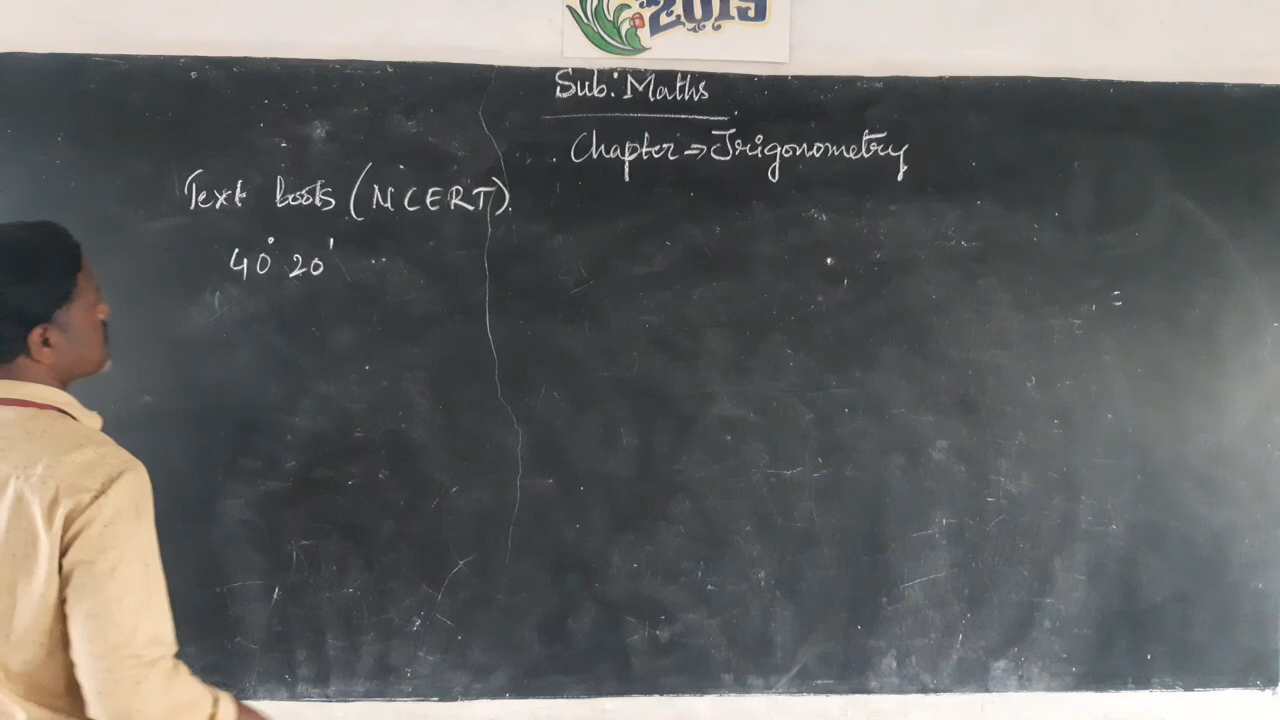 2019
Sub: Maths
Chapter ⇒ Trigonometry
Text books (NCERT)
40° 20'